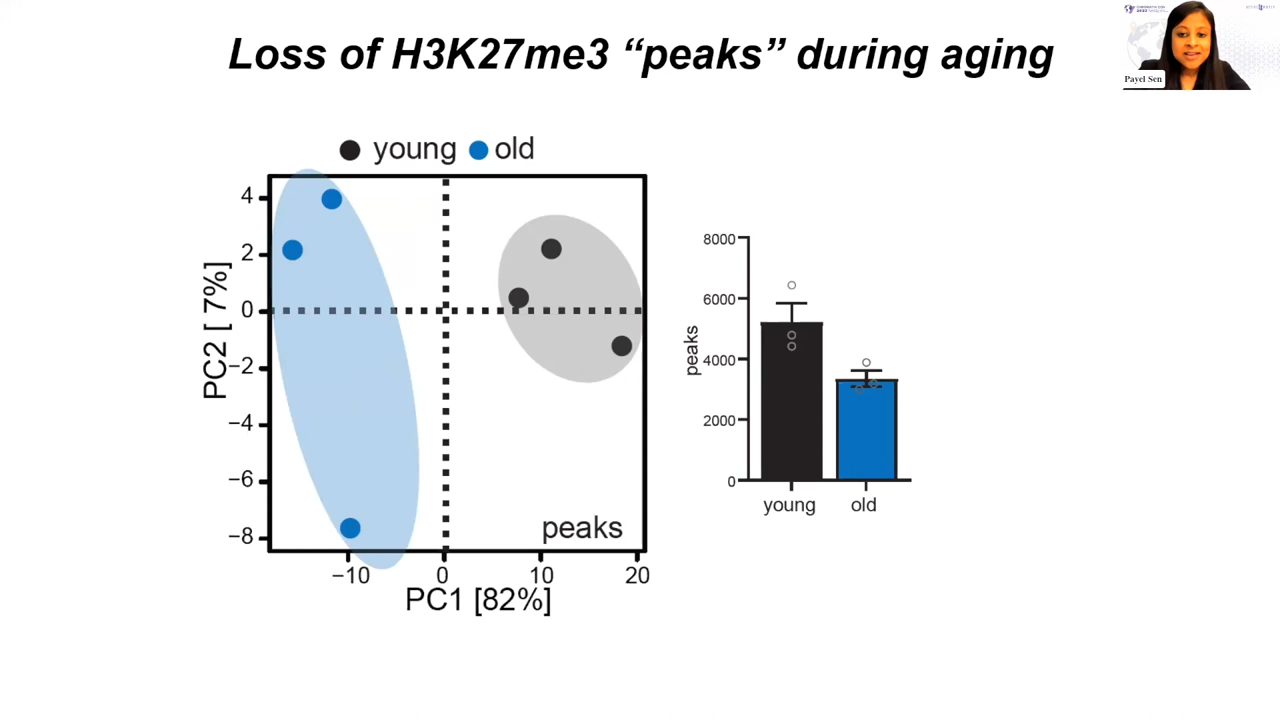 Loss of H3K27me3 “peaks” during aging
Payel Sen
young old
4
2
0
−2
−4
−6
−8
PC2 [ 7%]
peaks
−10 0 10 20
PC1 [82%]
8000
6000
4000
2000
0
peaks
young old